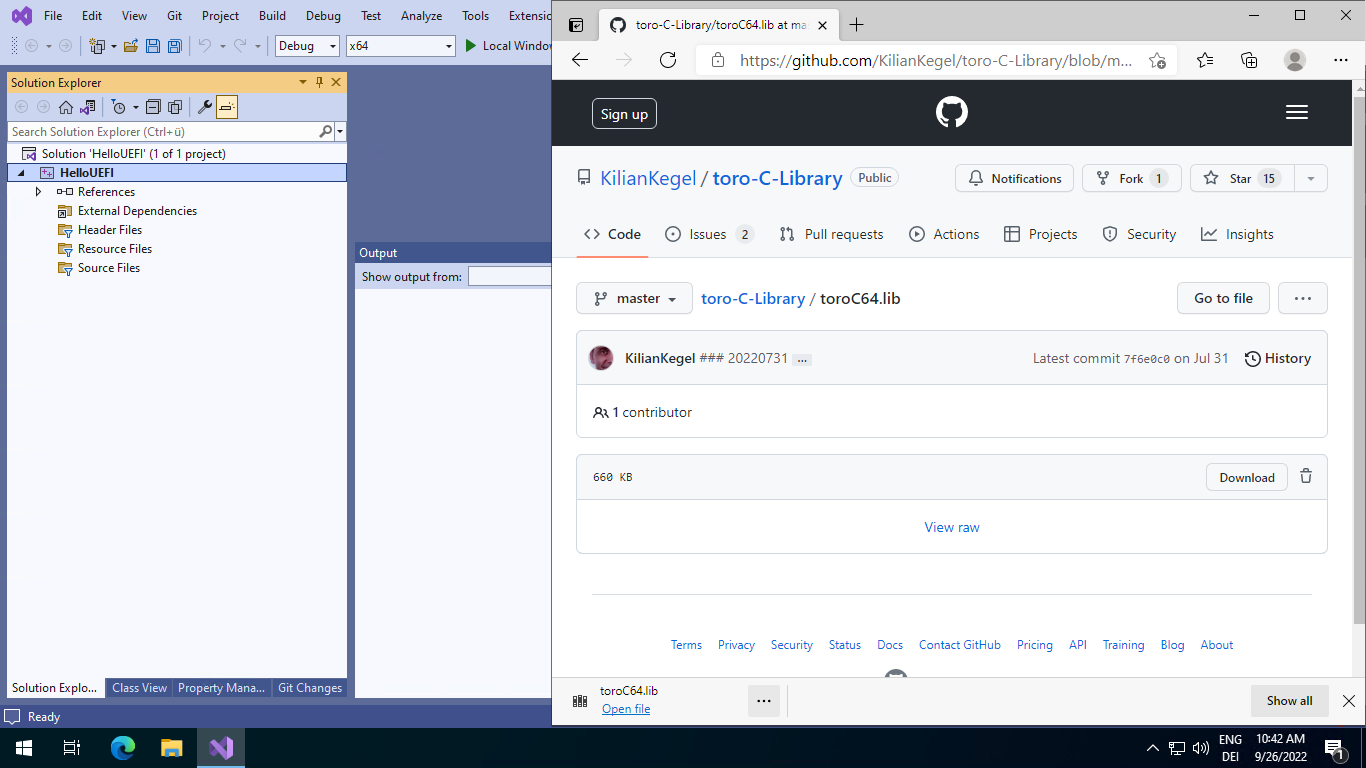 File Edit View Git Project Build Debug Test Analyze Tools Extensio
Debug x64 Local Windov
Solution Explorer
Search Solution Explorer (Ctrl+ü)
Solution 'HelloUEFI' (1 of 1 project)
HelloUEFI
References
External Dependencies
Header Files
Resource Files
Source Files
Solution Explo... Class View Property Mana... Git Changes
Output
Show output from:
Ready
toro-C-Library/toroC64.lib at ma
https://github.com/KilianKegel/toro-C-Library/blob/m...
Sign up
KilianKegel / toro-C-Library Public
Notifications Fork 1 Star 15
Code Issues 2 Pull requests Actions Projects Security Insights
master toro-C-Library / toroC64.lib Go to file ...
KilianKegel ### 20220731 ... Latest commit 7f6e0c0 on Jul 31 History
1 contributor
660 KB Download
View raw
Terms Privacy Security Status Docs Contact GitHub Pricing API Training Blog About
toroC64.lib
Open file
... Show all
ENG 10:42 AM
DEI 9/26/2022
1